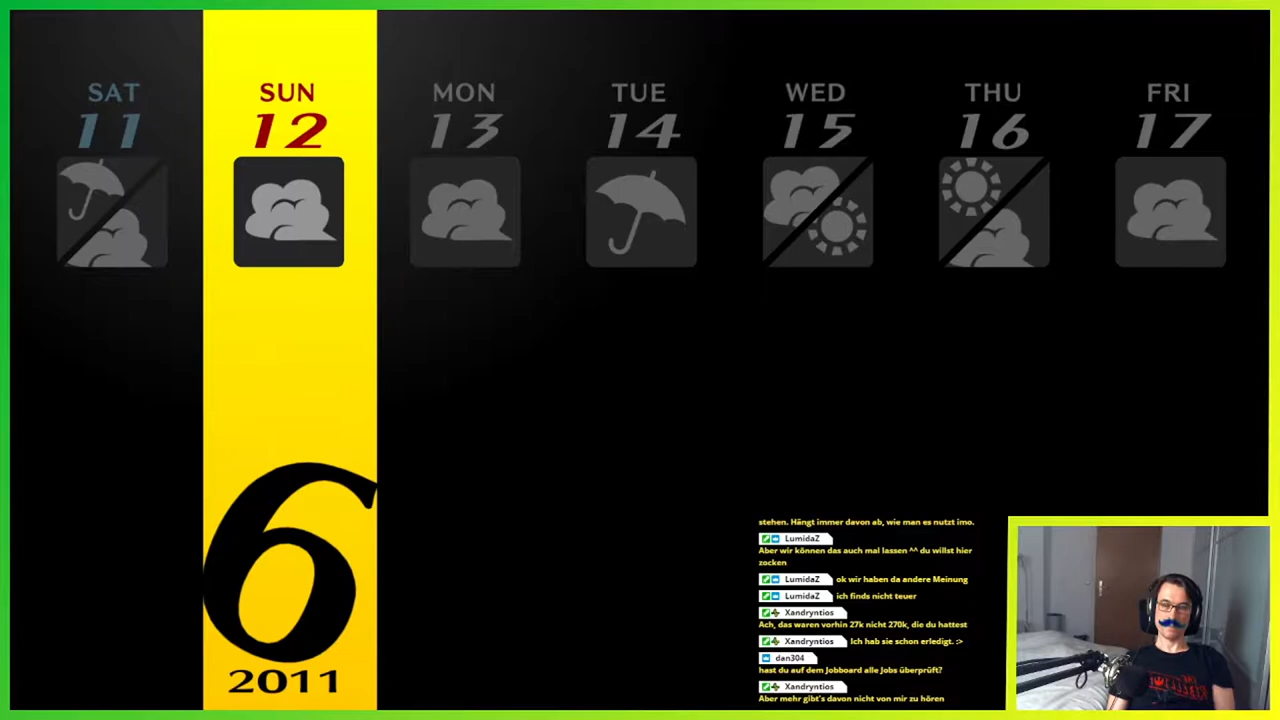 SAT
11
SUN
12
MON
13
TUE
14
WED
15
THU
16
FRI
17
6
2011
stehen. Hängt immer davon ab, wie man es nutzt imo.
LumidaZ
Aber wir können das auch mal lassen ^^ du willst hier
zocken
LumidaZ ok wir haben da andere Meinung
LumidaZ ich finds nicht teuer
Xandryntios
Ach, das waren vorhin 27k nicht 270k, die du hattest
Xandryntios Ich hab sie schon erledigt. :>
dan304
hast du auf dem Jobboard alle Jobs überprüft?
Xandryntios
Aber mehr gibt's davon nicht von mir zu hören